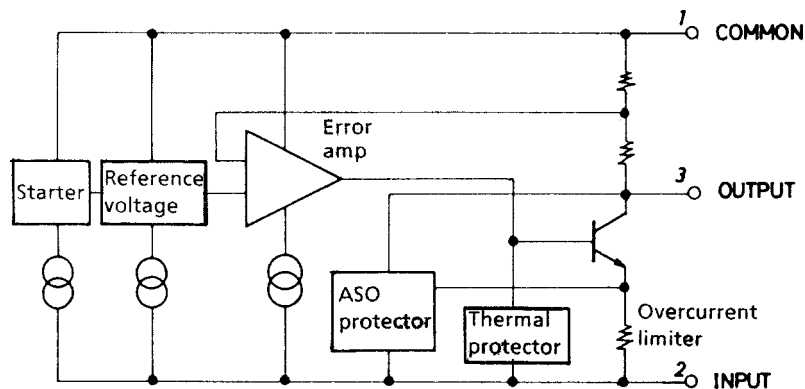 1
COMMON
Error
amp
Starter
Reference
voltage
3
OUTPUT
ASO
protector
Thermal
protector
Overcurrent
limiter
2
INPUT